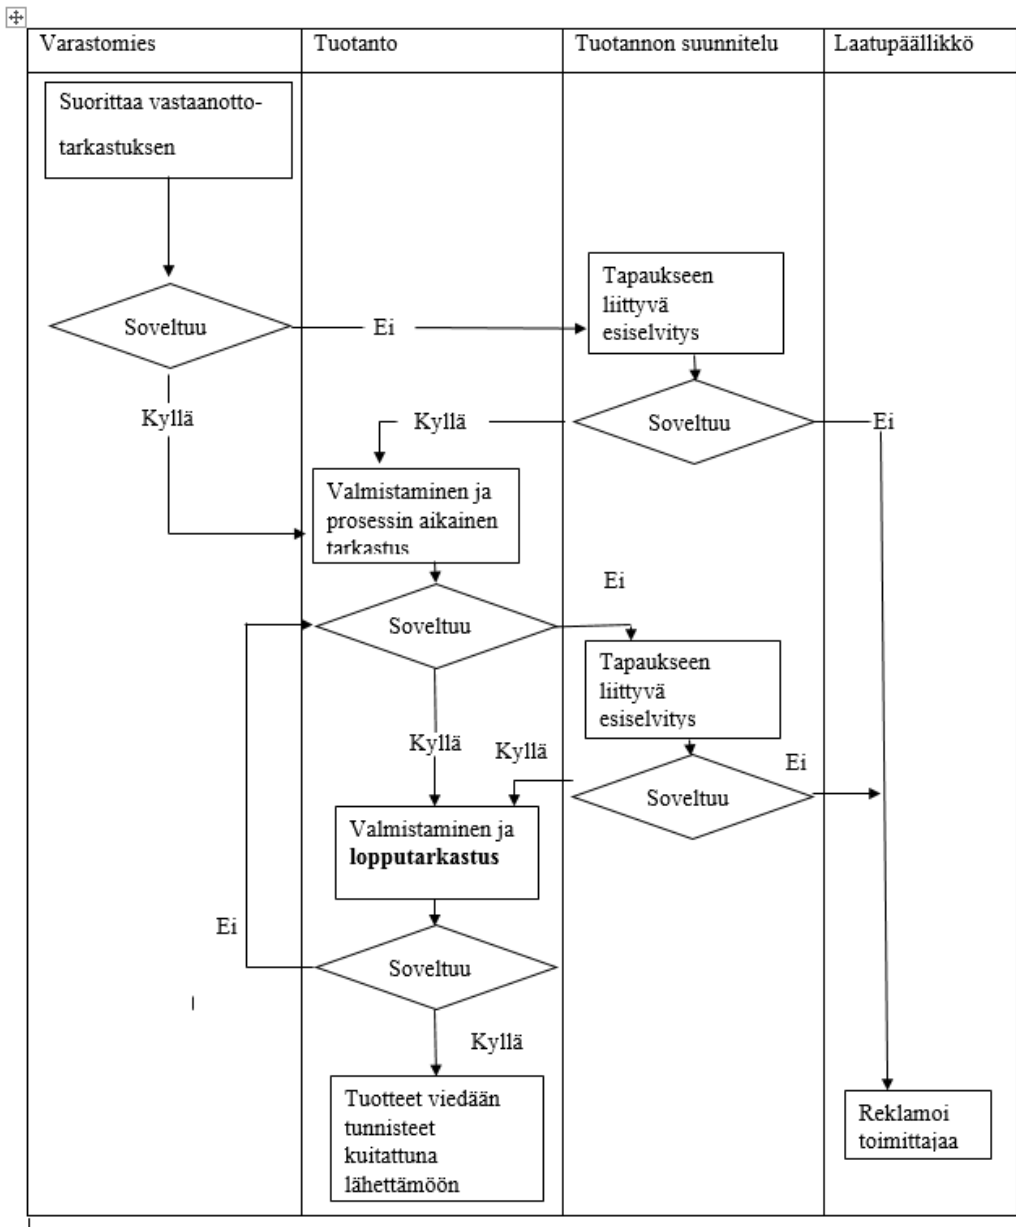 Varastomies
Tuotanto
Tuotannon suunnitelu
Laatupäällikkö
Suorittaa vastaanotto-
tarkastuksen
Soveltuu
Ei
Tapaukseen
liittyvä
esiselvitys
Kyllä
Kyllä
Soveltuu
Ei
Valmistaminen ja
prosessin aikainen
tarkastus
Ei
Soveltuu
Tapaukseen
liittyvä
esiselvitys
Kyllä
Kyllä
Ei
Soveltuu
Valmistaminen ja
lopputarkastus
Ei
Soveltuu
Kyllä
Tuotteet viedään
tunnisteet
kuitattuna
lähettämöön
Reklamoi
toimittajaa